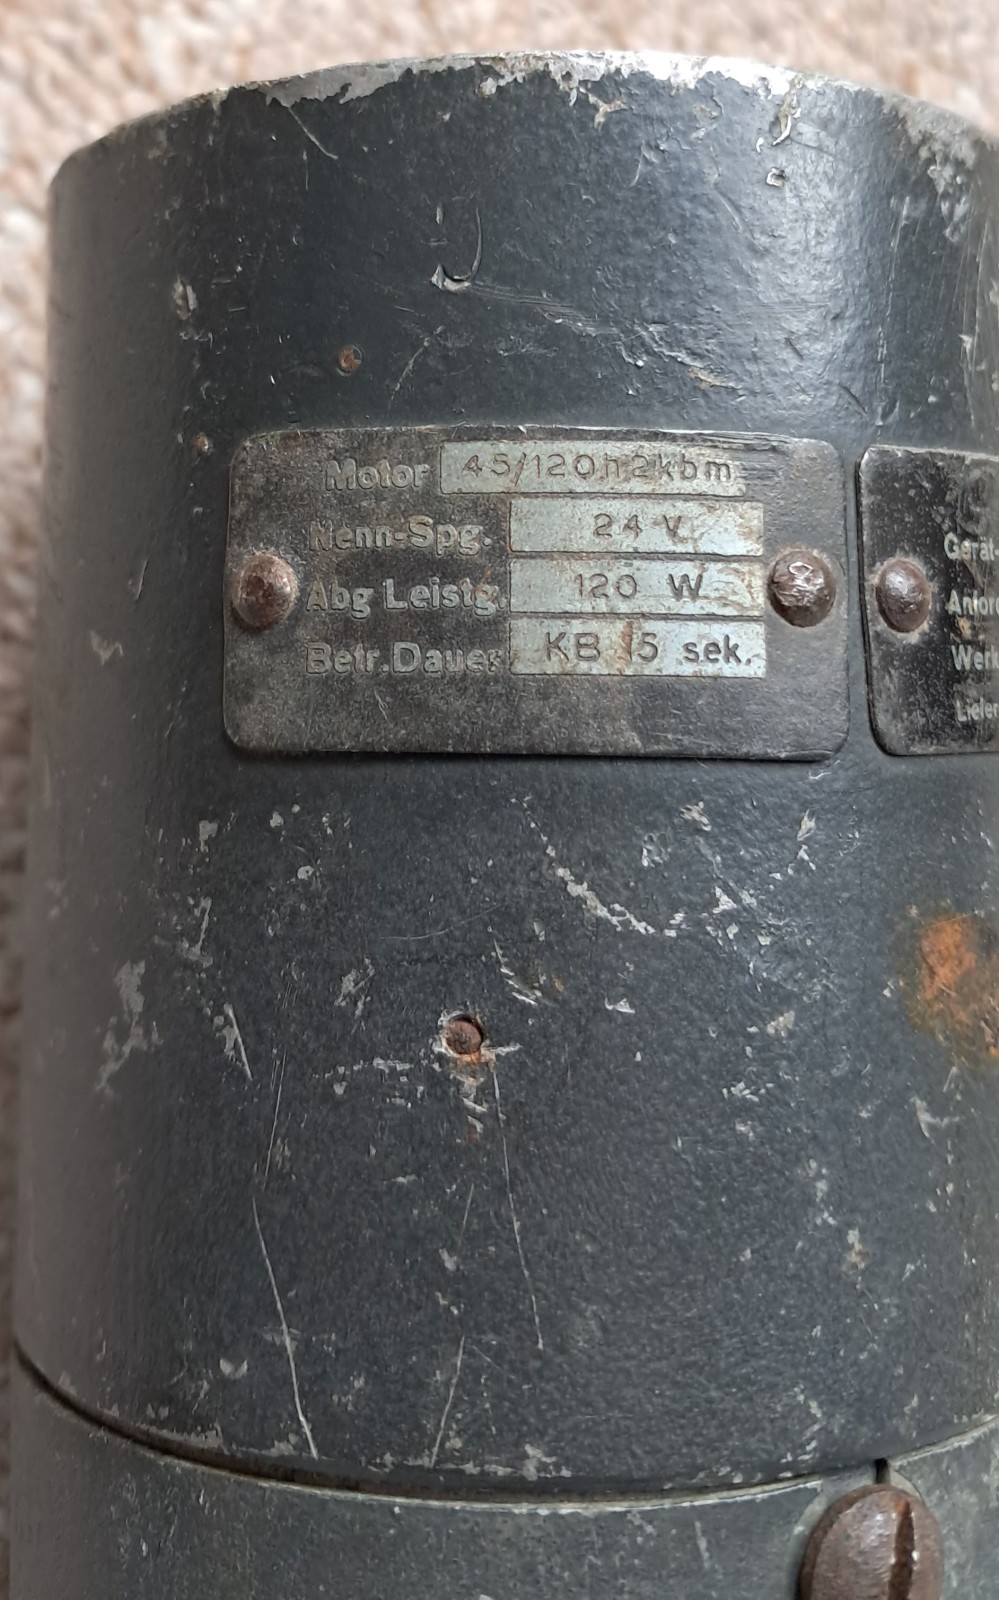 Motor 45/120h2kbm
Nenn-Spg. 24 V
Abg Leistg. 120 W
Betr.Dauer KB 15 sek.
Gerät
Werk